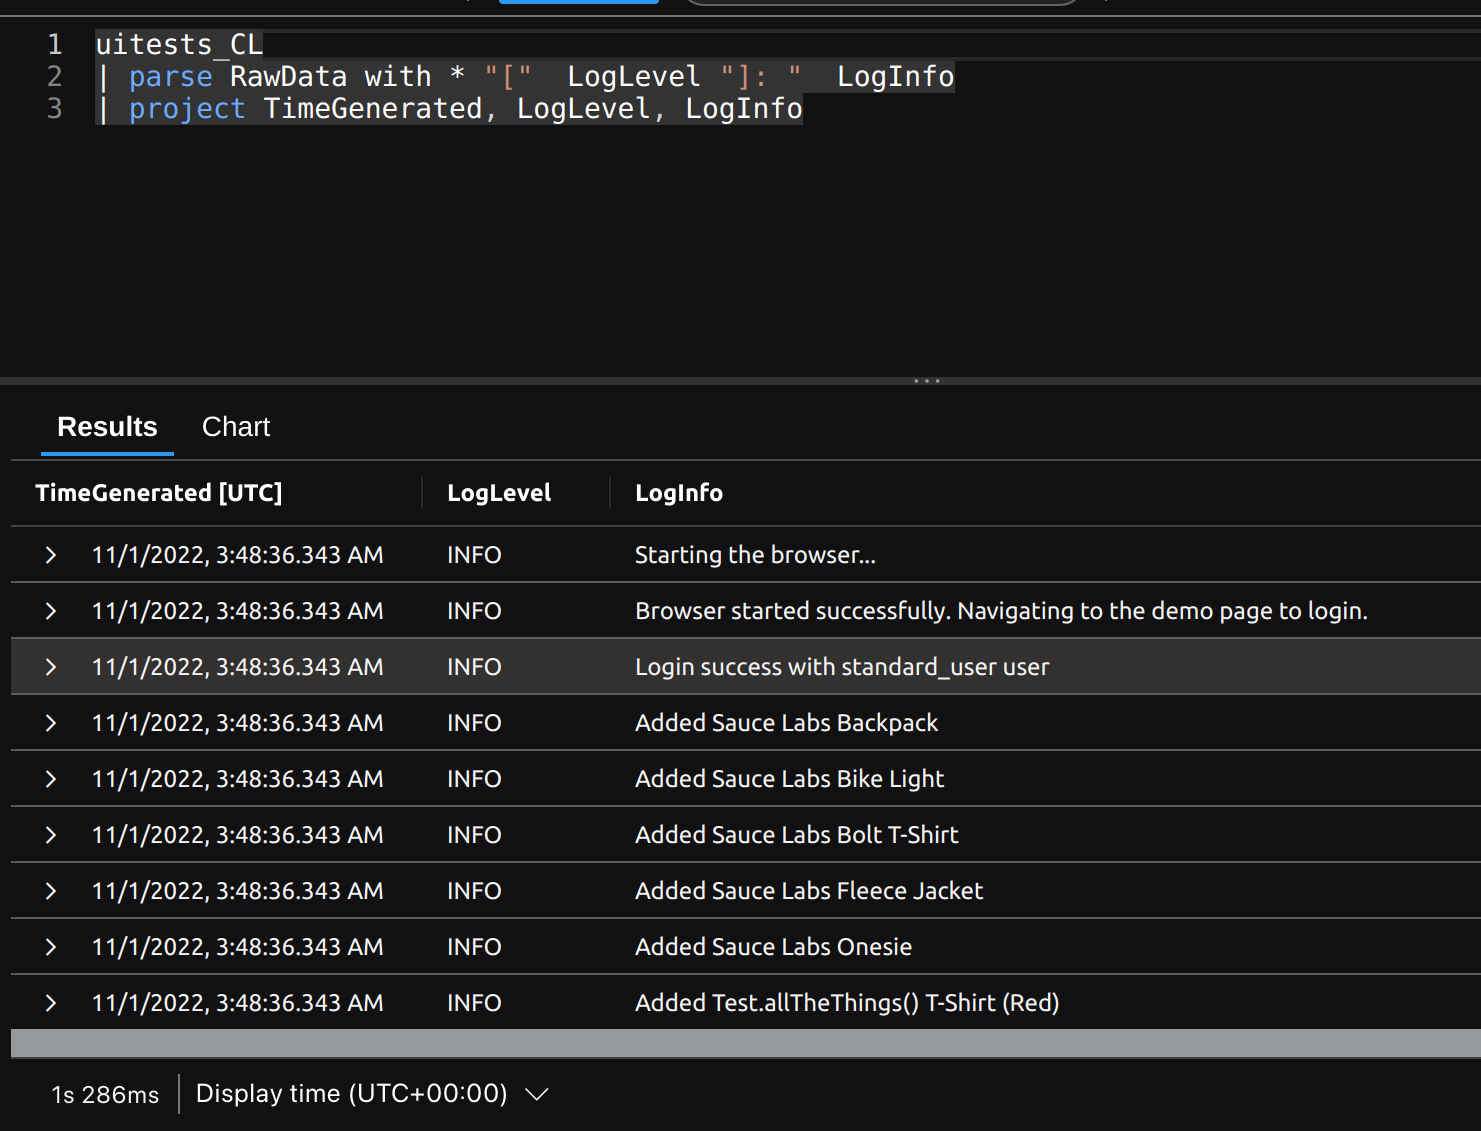 1 uitests_CL
2 | parse RawData with * "["  LogLevel "]: "  LogInfo
3 | project TimeGenerated, LogLevel, LogInfo
Results Chart
TimeGenerated [UTC] LogLevel LogInfo
11/1/2022, 3:48:36.343 AM INFO Starting the browser...
11/1/2022, 3:48:36.343 AM INFO Browser started successfully. Navigating to the demo page to login.
11/1/2022, 3:48:36.343 AM INFO Login success with standard_user user
11/1/2022, 3:48:36.343 AM INFO Added Sauce Labs Backpack
11/1/2022, 3:48:36.343 AM INFO Added Sauce Labs Bike Light
11/1/2022, 3:48:36.343 AM INFO Added Sauce Labs Bolt T-Shirt
11/1/2022, 3:48:36.343 AM INFO Added Sauce Labs Fleece Jacket
11/1/2022, 3:48:36.343 AM INFO Added Sauce Labs Onesie
11/1/2022, 3:48:36.343 AM INFO Added Test.allTheThings() T-Shirt (Red)
1s 286ms Display time (UTC+00:00)